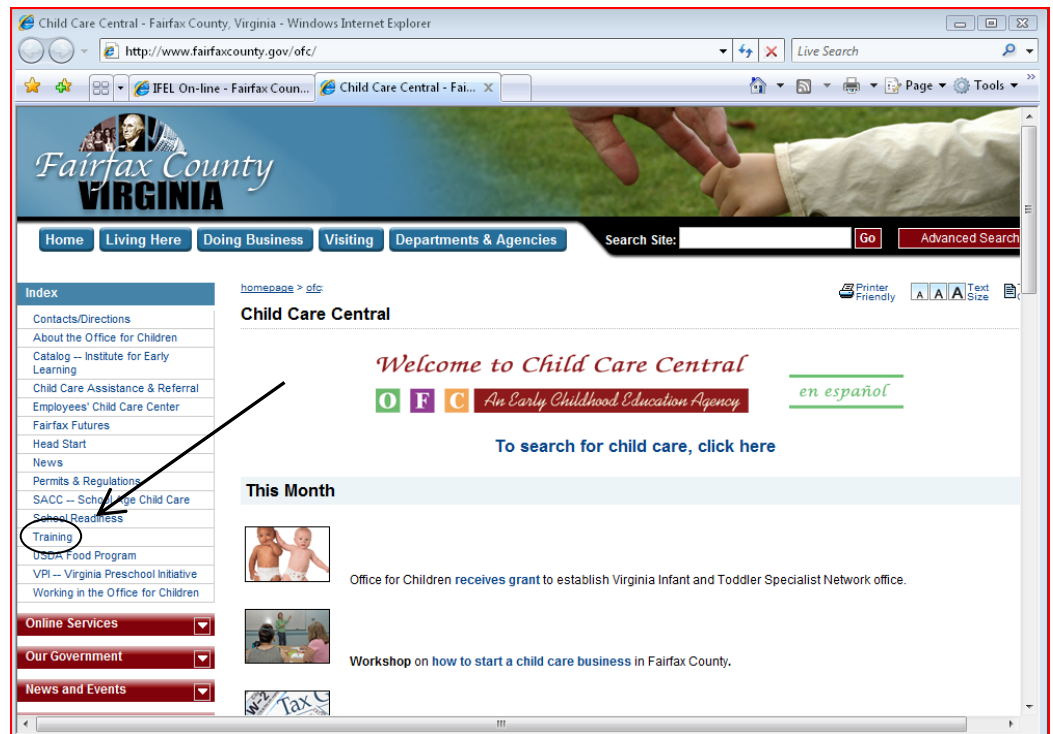 Child Care Central - Fairfax County, Virginia - Windows Internet Explorer
http://www.fairfaxcounty.gov/ofc/
Live Search
IFEL On-line - Fairfax Coun...
Child Care Central - Fai...
Page
Tools
Fairfax County
VIRGINIA
Home
Living Here
Doing Business
Visiting
Departments & Agencies
Search Site:
Go
Advanced Search
Index
Contacts/Directions
About the Office for Children
Catalog -- Institute for Early
Learning
Child Care Assistance & Referral
Employees' Child Care Center
Fairfax Futures
Head Start
News
Permits & Regulations
SACC -- School Age Child Care
School Readiness
Training
USDA Food Program
VPI -- Virginia Preschool Initiative
Working in the Office for Children
Online Services
Our Government
News and Events
homepage > ofc:
Printer
Friendly
A A A
Text
Size
Child Care Central
Welcome to Child Care Central
O F C An Early Childhood Education Agency
en español
To search for child care, click here
This Month
Office for Children receives grant to establish Virginia Infant and Toddler Specialist Network office.
Workshop on how to start a child care business in Fairfax County.
W-2
Tax